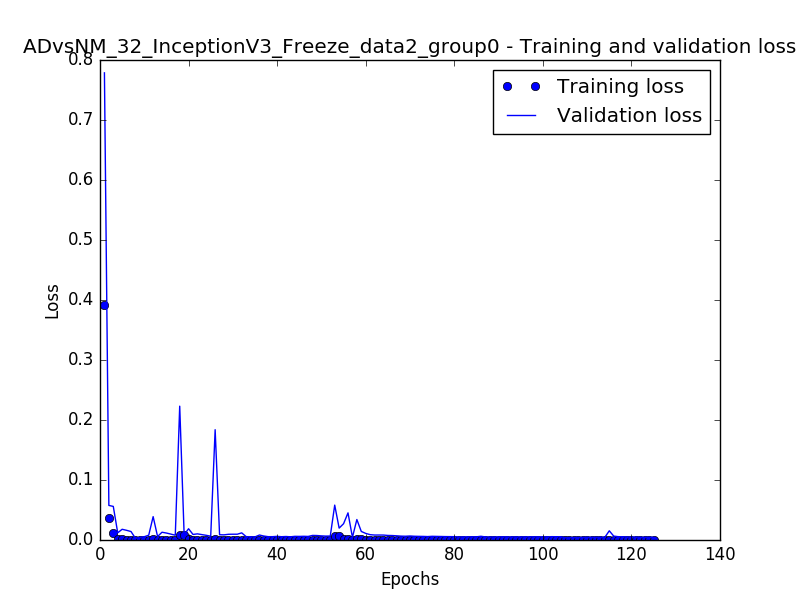 ADvsNM_32_InceptionV3_Freeze_data2_group0 - Training and validation loss
Training loss
Validation loss
0.8
0.7
0.6
0.5
0.4
0.3
0.2
0.1
0.0
Loss
0 20 40 60 80 100 120 140
Epochs